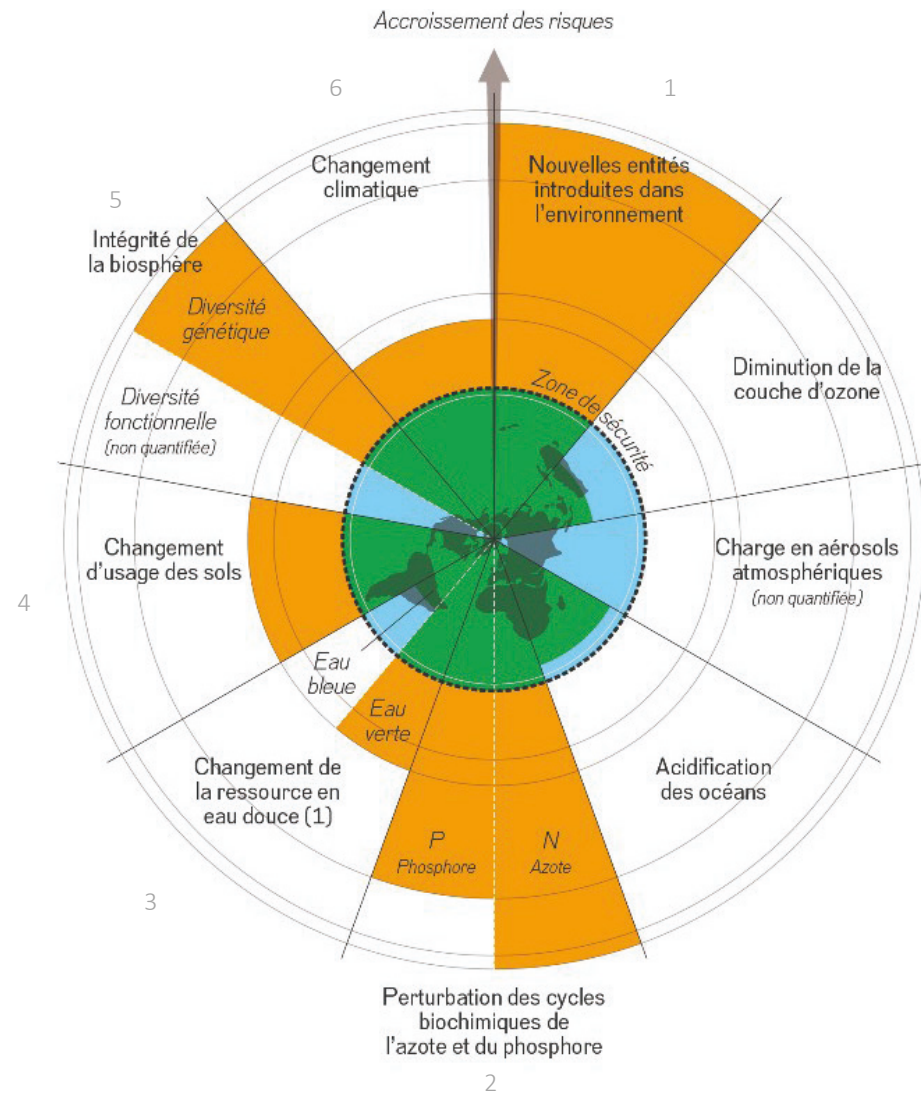 Accroissement des risques
6
1
Changement
climatique
Nouvelles entités
introduites dans
l'environnement
5
Intégrité de
la biosphère
Diversité
génétique
Zone de sécurité
Diminution de la
couche d'ozone
Diversité
fonctionnelle
(non quantifiée)
Changement
d'usage des sols
Charge en aérosols
atmosphériques
(non quantifiée)
4
Eau
bleue
Eau
verte
Changement de
la ressource en
eau douce (1)
Acidification
des océans
P
Phosphore
N
Azote
3
Perturbation des cycles
biochimiques de
l'azote et du phosphore
2